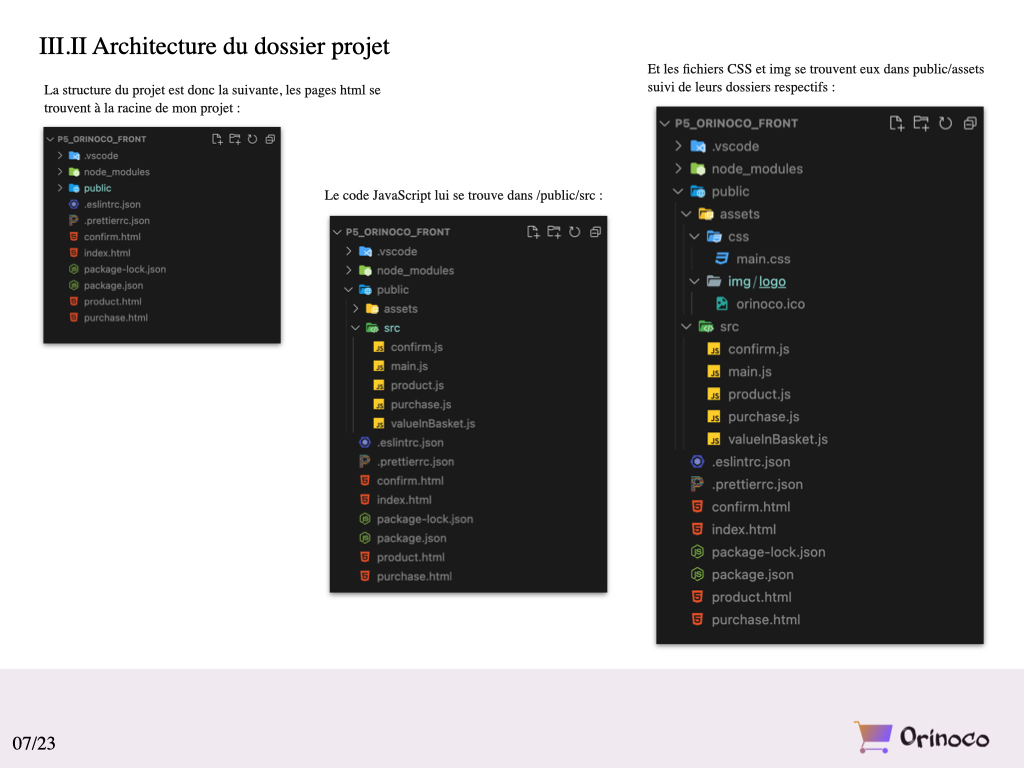 III.II Architecture du dossier projet
La structure du projet est donc la suivante, les pages html se
trouvent à la racine de mon projet :
P5_ORINOCO_FRONT
.vscode
node_modules
public
.eslintrc.json
.prettierrc.json
confirm.html
index.html
package-lock.json
package.json
product.html
purchase.html
Le code JavaScript lui se trouve dans /public/src :
P5_ORINOCO_FRONT
.vscode
node_modules
public
assets
src
confirm.js
main.js
product.js
purchase.js
valueInBasket.js
.eslintrc.json
.prettierrc.json
confirm.html
index.html
package-lock.json
package.json
product.html
purchase.html
Et les fichiers CSS et img se trouvent eux dans public/assets
suivi de leurs dossiers respectifs :
P5_ORINOCO_FRONT
.vscode
node_modules
public
assets
css
main.css
img/logo
orinoco.ico
src
confirm.js
main.js
product.js
purchase.js
valueInBasket.js
.eslintrc.json
.prettierrc.json
confirm.html
index.html
package-lock.json
package.json
product.html
purchase.html
07/23
Orinoco